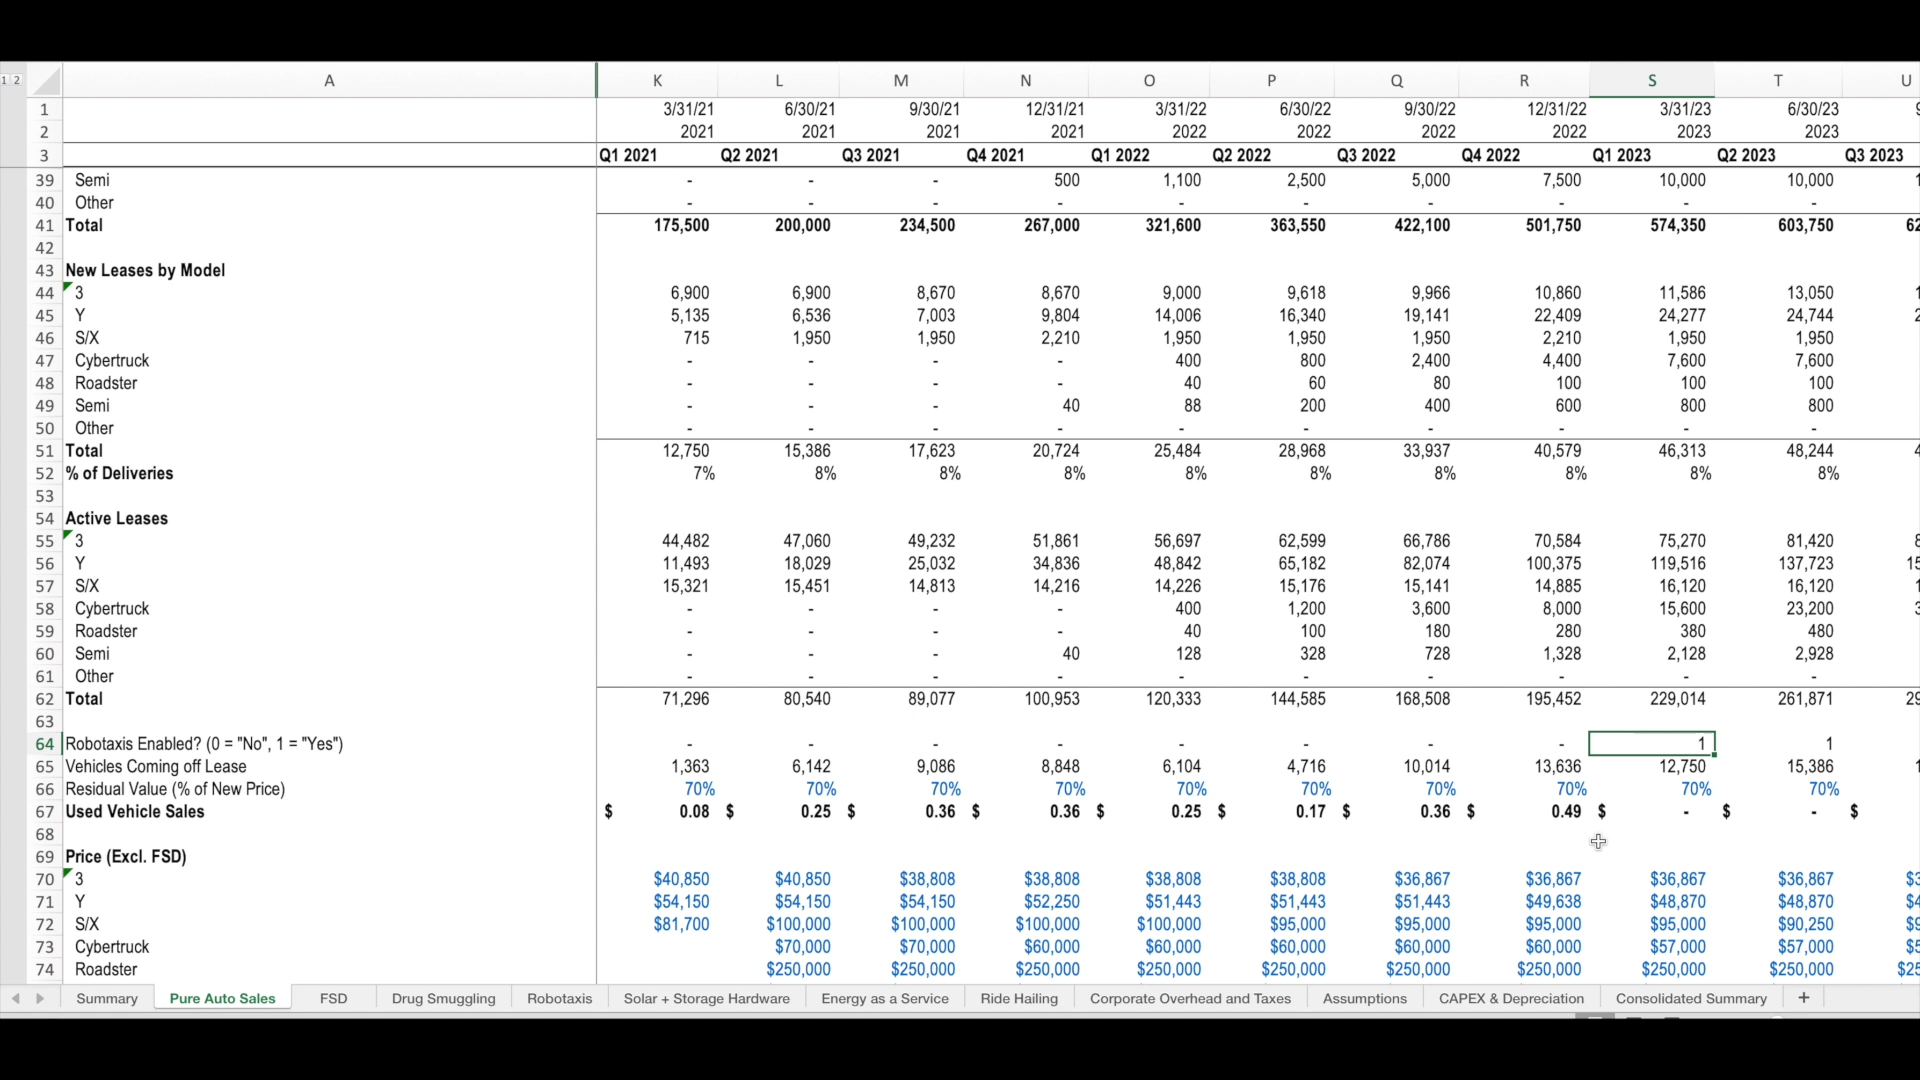 1 2 A K L M N O P Q R S T U
1 3/31/21 6/30/21 9/30/21 12/31/21 3/31/22 6/30/22 9/30/22 12/31/22 3/31/23 6/30/23
2 2021 2021 2021 2021 2022 2022 2022 2022 2023 2023
3 Q1 2021 Q2 2021 Q3 2021 Q4 2021 Q1 2022 Q2 2022 Q3 2022 Q4 2022 Q1 2023 Q2 2023 Q3 2023
39 Semi - - - 500 1,100 2,500 5,000 7,500 10,000 10,000
40 Other - - - - - - - - - -
41 Total 175,500 200,000 234,500 267,000 321,600 363,550 422,100 501,750 574,350 603,750
42
43 New Leases by Model
44 3 6,900 6,900 8,670 8,670 9,000 9,618 9,966 10,860 11,586 13,050
45 Y 5,135 6,536 7,003 9,804 14,006 16,340 19,141 22,409 24,277 24,744
46 S/X 715 1,950 1,950 2,210 1,950 1,950 1,950 2,210 1,950 1,950
47 Cybertruck - - - - 400 800 2,400 4,400 7,600 7,600
48 Roadster - - - - 40 60 80 100 100 100
49 Semi - - - 40 88 200 400 600 800 800
50 Other - - - - - - - - - -
51 Total 12,750 15,386 17,623 20,724 25,484 28,968 33,937 40,579 46,313 48,244
52 % of Deliveries 7% 8% 8% 8% 8% 8% 8% 8% 8% 8%
53
54 Active Leases
55 3 44,482 47,060 49,232 51,861 56,697 62,599 66,786 70,584 75,270 81,420
56 Y 11,493 18,029 25,032 34,836 48,842 65,182 82,074 100,375 119,516 137,723
57 S/X 15,321 15,451 14,813 14,216 14,226 15,176 15,141 14,885 16,120 16,120
58 Cybertruck - - - - 400 1,200 3,600 8,000 15,600 23,200
59 Roadster - - - - 40 100 180 280 380 480
60 Semi - - - 40 128 328 728 1,328 2,128 2,928
61 Other - - - - - - - - - -
62 Total 71,296 80,540 89,077 100,953 120,333 144,585 168,508 195,452 229,014 261,871
63
64 Robotaxis Enabled? (0 = "No", 1 = "Yes") - - - - - - - - 1 1
65 Vehicles Coming off Lease 1,363 6,142 9,086 8,848 6,104 4,716 10,014 13,636 12,750 15,386
66 Residual Value (% of New Price) 70% 70% 70% 70% 70% 70% 70% 70% 70% 70%
67 Used Vehicle Sales $ 0.08 $ 0.25 $ 0.36 $ 0.36 $ 0.25 $ 0.17 $ 0.36 $ 0.49 $ - $ - $
68
69 Price (Excl. FSD)
70 3 $40,850 $40,850 $38,808 $38,808 $38,808 $38,808 $36,867 $36,867 $36,867 $36,867
71 Y $54,150 $54,150 $54,150 $52,250 $51,443 $51,443 $51,443 $49,638 $48,870 $48,870
72 S/X $81,700 $100,000 $100,000 $100,000 $100,000 $95,000 $95,000 $95,000 $95,000 $90,250
73 Cybertruck $70,000 $70,000 $60,000 $60,000 $60,000 $60,000 $60,000 $57,000 $57,000
74 Roadster $250,000 $250,000 $250,000 $250,000 $250,000 $250,000 $250,000 $250,000 $250,000
Summary Pure Auto Sales FSD Drug Smuggling Robotaxis Solar + Storage Hardware Energy as a Service Ride Hailing Corporate Overhead and Taxes Assumptions CAPEX & Depreciation Consolidated Summary +